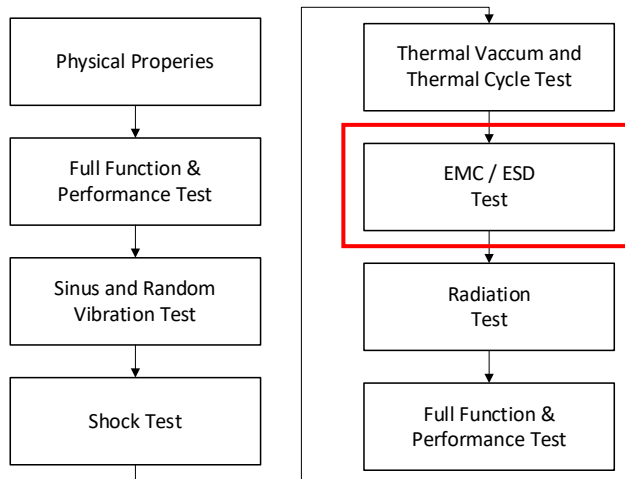 Physical Properies
Full Function &
Performance Test
Sinus and Random
Vibration Test
Shock Test
Thermal Vaccum and
Thermal Cycle Test
EMC / ESD
Test
Radiation
Test
Full Function &
Performance Test